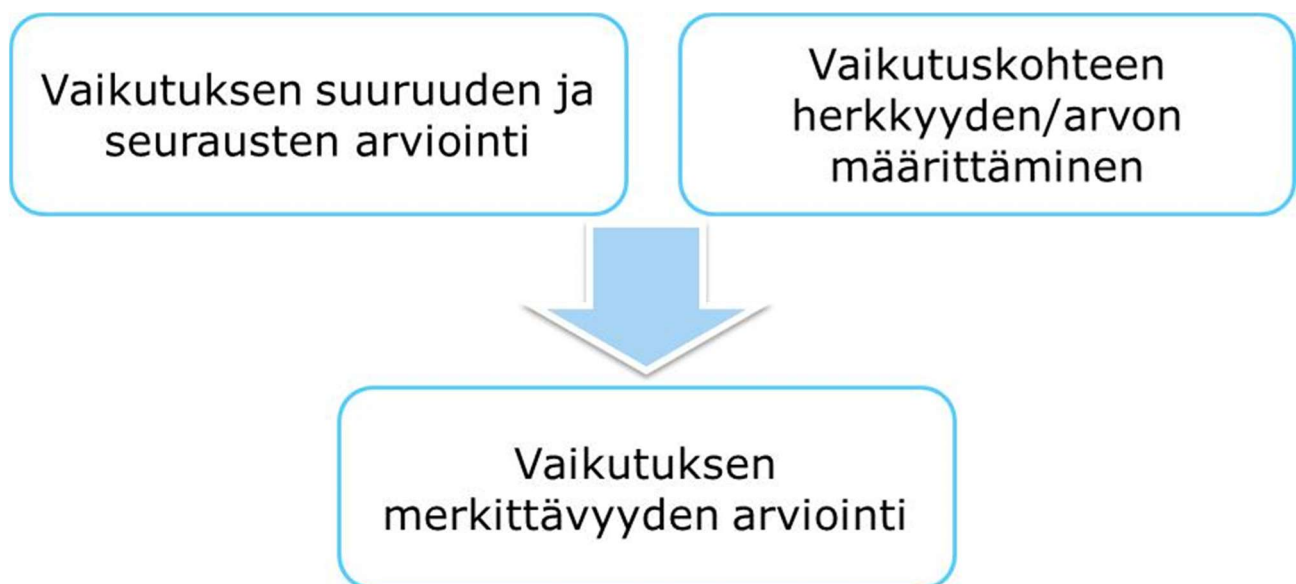 Vaikutuksen suuruuden ja
seurausten arviointi
Vaikutuskohteen
herkkyyden/arvon
määrittäminen
Vaikutuksen
merkittävyyden arviointi